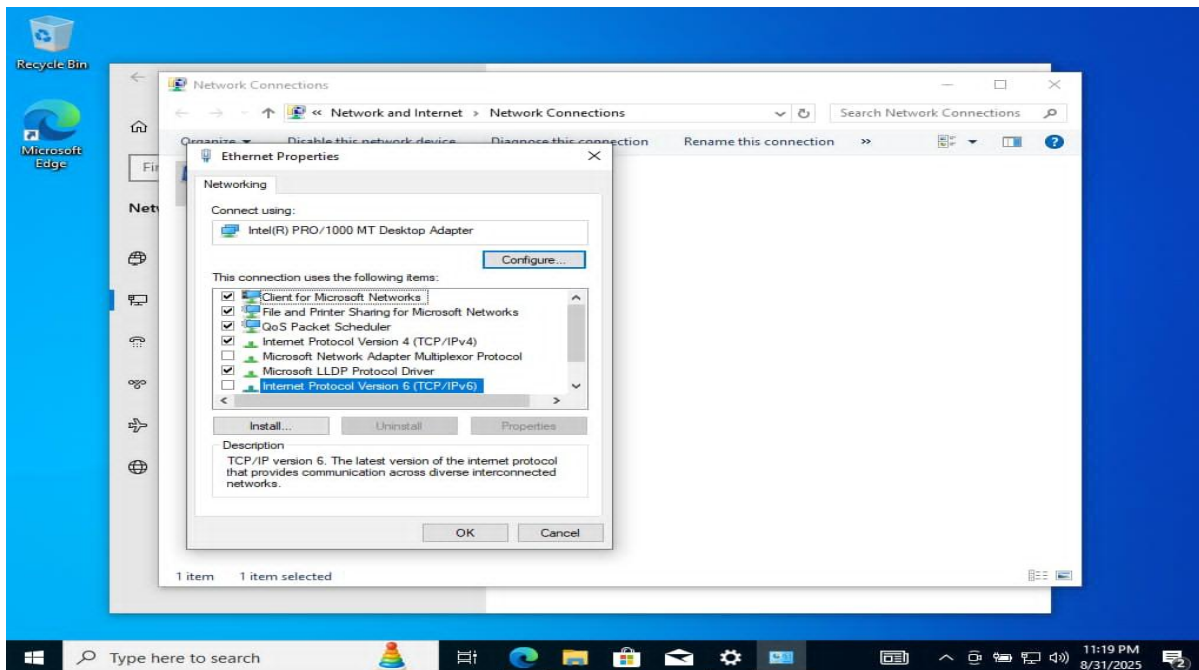 Recycle Bin
Microsoft
Edge
Network Connections
« Network and Internet › Network Connections
Search Network Connections
Organize
Disable this network device
Diagnose this connection
Rename this connection
»
Fin
Ethernet Properties
Networking
Connect using:
Intel(R) PRO/1000 MT Desktop Adapter
Configure...
This connection uses the following items:
Client for Microsoft Networks
File and Printer Sharing for Microsoft Networks
QoS Packet Scheduler
Internet Protocol Version 4 (TCP/IPv4)
Microsoft Network Adapter Multiplexor Protocol
Microsoft LLDP Protocol Driver
Internet Protocol Version 6 (TCP/IPv6)
Install...
Uninstall
Properties
Description
TCP/IP version 6. The latest version of the internet protocol
that provides communication across diverse interconnected
networks.
OK
Cancel
1 item
1 item selected
Type here to search
11:19 PM
8/31/2025
2